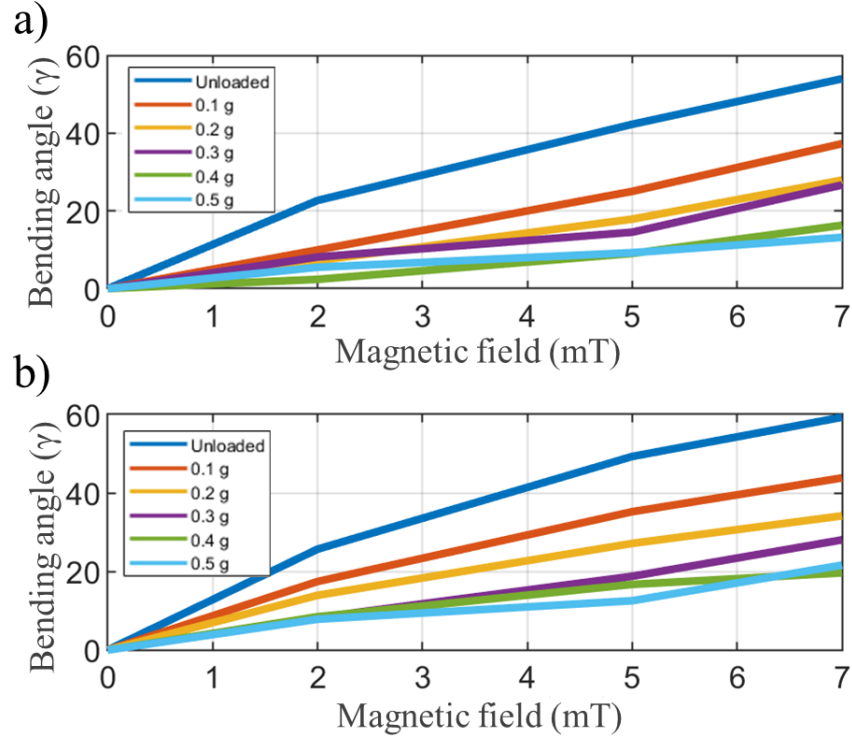 a)
60
40
20
0
Bending angle (γ)
Unloaded
0.1 g
0.2 g
0.3 g
0.4 g
0.5 g
0 1 2 3 4 5 6 7
Magnetic field (mT)
b)
60
40
20
0
Bending angle (γ)
Unloaded
0.1 g
0.2 g
0.3 g
0.4 g
0.5 g
0 1 2 3 4 5 6 7
Magnetic field (mT)